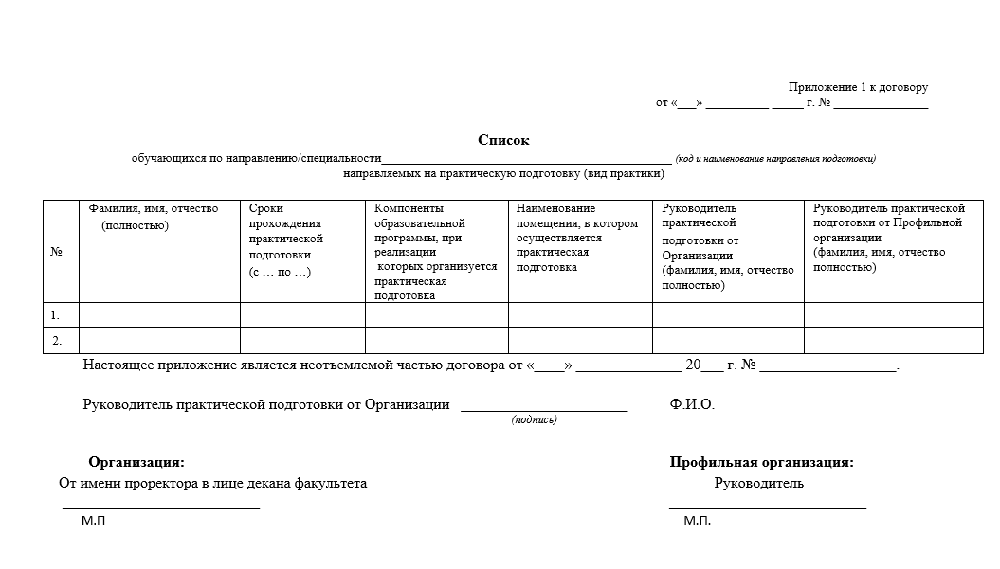 Приложение 1 к договору
от «___» __________ _____ г. № _______________
Список
обучающихся по направлению/специальности______________________________________________ (код и наименование направления подготовки)
направляемых на практическую подготовку (вид практики)
№
Фамилия, имя, отчество
(полностью)
Сроки
прохождения
практической
подготовки
(с … по …)
Компоненты
образовательной
программы, при
реализации
которых организуется
практическая
подготовка
Наименование
помещения, в котором
осуществляется
практическая
подготовка
Руководитель
практической
подготовки от
Организации
(фамилия, имя, отчество
полностью)
Руководитель практической
подготовки от Профильной
организации
(фамилия, имя, отчество
полностью)
1.
2.
Настоящее приложение является неотъемлемой частью договора от «____» ______________ 20___ г. № __________________.
Руководитель практической подготовки от Организации ______________________ Ф.И.О.
(подпись)
Организация: Профильная организация:
От имени проректора в лице декана факультета Руководитель
__________________________ __________________________
М.П М.П.